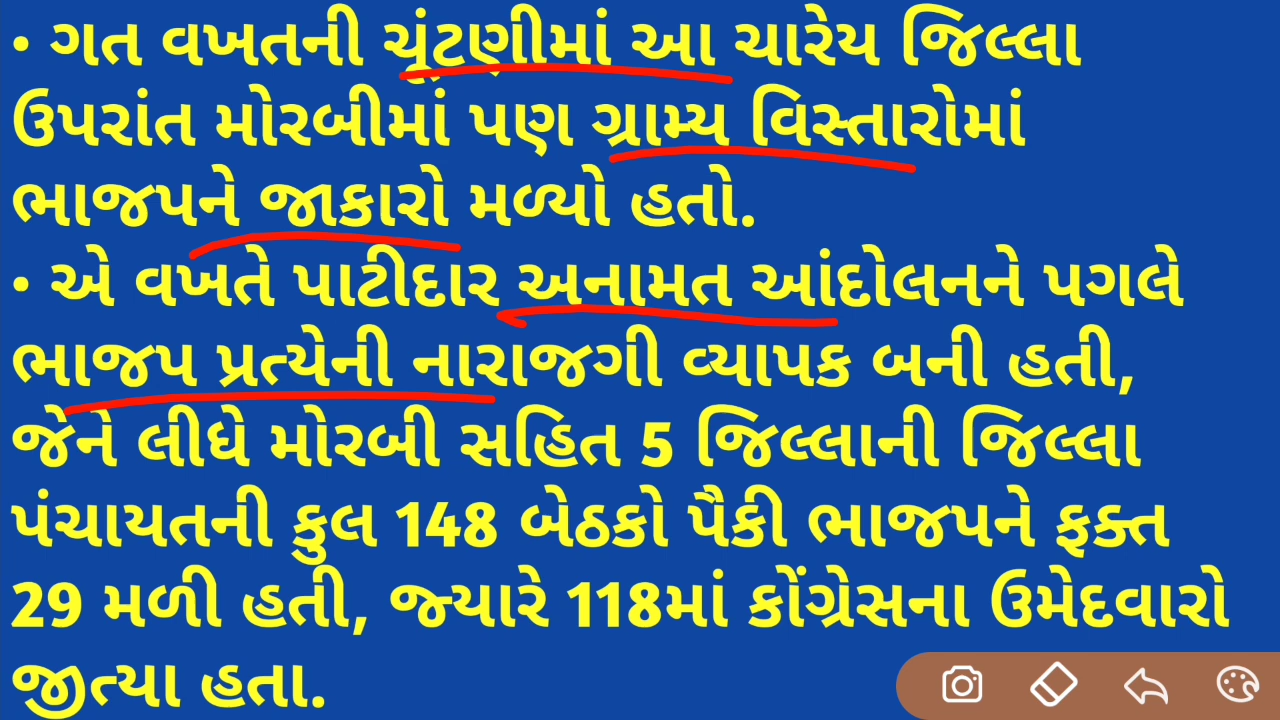 • ગત વખતની ચૂંટણીમાં આ ચારેય જિલ્લા
ઉપરાંત મોરબીમાં પણ ગ્રામ્ય વિસ્તારોમાં
ભાજપને જાકારો મળ્યો હતો.
• એ વખતે પાટીદાર અનામત આંદોલનને પગલે
ભાજપ પ્રત્યેની નારાજગી વ્યાપક બની હતી,
જેને લીધે મોરબી સહિત 5 જિલ્લાની જિલ્લા
પંચાયતની કુલ 148 બેઠકો પૈકી ભાજપને ફક્ત
29 મળી હતી, જ્યારે 118માં કોંગ્રેસના ઉમેદવારો
જીત્યા હતા.